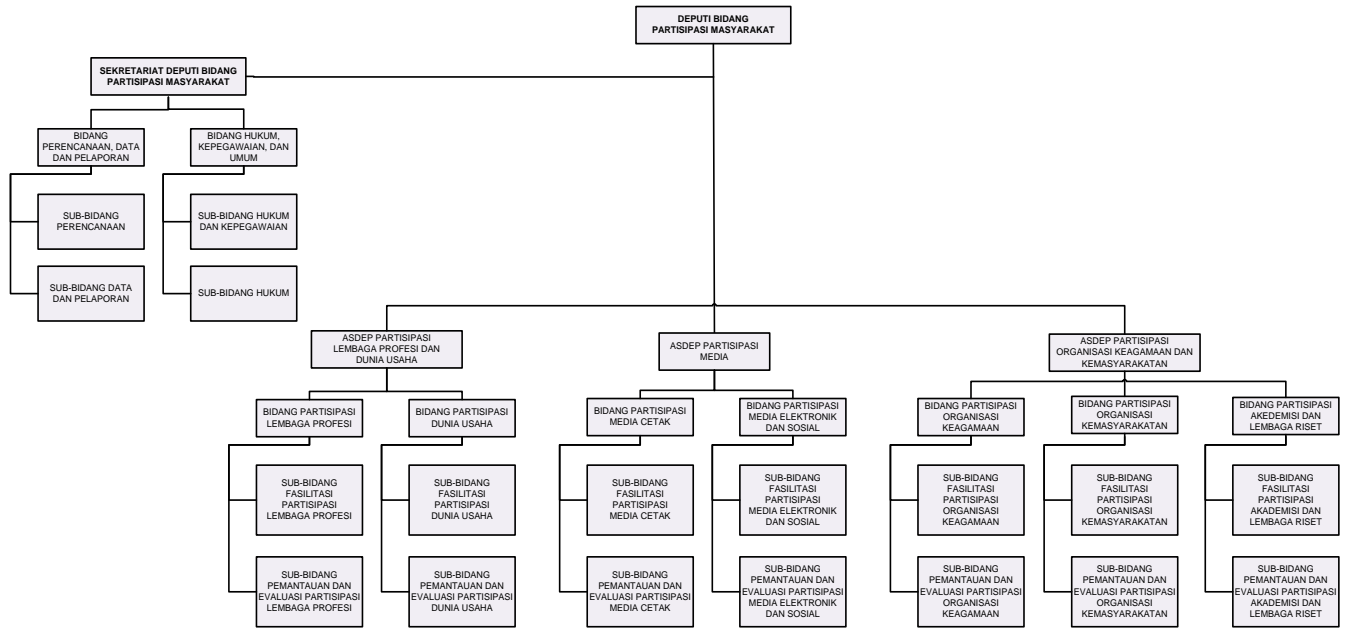 DEPUTI BIDANG
PARTISIPASI MASYARAKAT
SEKRETARIAT DEPUTI BIDANG
PARTISIPASI MASYARAKAT
BIDANG
PERENCANAAN, DATA
DAN PELAPORAN
BIDANG HUKUM,
KEPEGAWAIAN, DAN
UMUM
SUB-BIDANG
PERENCANAAN
SUB-BIDANG HUKUM
DAN KEPEGAWAIAN
SUB-BIDANG DATA
DAN PELAPORAN
SUB-BIDANG HUKUM
ASDEP PARTISIPASI
LEMBAGA PROFESI DAN
DUNIA USAHA
ASDEP PARTISIPASI
MEDIA
ASDEP PARTISIPASI
ORGANISASI KEAGAMAAN DAN
KEMASYARAKATAN
BIDANG PARTISIPASI
LEMBAGA PROFESI
BIDANG PARTISIPASI
DUNIA USAHA
BIDANG PARTISIPASI
MEDIA CETAK
BIDANG PARTISIPASI
MEDIA ELEKTRONIK
DAN SOSIAL
BIDANG PARTISIPASI
ORGANISASI
KEAGAMAAN
BIDANG PARTISIPASI
ORGANISASI
KEMASYARAKATAN
BIDANG PARTISIPASI
AKEDEMISI DAN
LEMBAGA RISET
SUB-BIDANG
FASILITASI
PARTISIPASI
LEMBAGA PROFESI
SUB-BIDANG
FASILITASI
PARTISIPASI
DUNIA USAHA
SUB-BIDANG
FASILITASI
PARTISIPASI
MEDIA CETAK
SUB-BIDANG
FASILITASI
PARTISIPASI
MEDIA ELEKTRONIK
DAN SOSIAL
SUB-BIDANG
FASILITASI
PARTISIPASI
ORGANISASI
KEAGAMAAN
SUB-BIDANG
FASILITASI
PARTISIPASI
ORGANISASI
KEMASYARAKATAN
SUB-BIDANG
FASILITASI
PARTISIPASI
AKADEMISI DAN
LEMBAGA RISET
SUB-BIDANG
PEMANTAUAN DAN
EVALUASI PARTISIPASI
LEMBAGA PROFESI
SUB-BIDANG
PEMANTAUAN DAN
EVALUASI PARTISIPASI
DUNIA USAHA
SUB-BIDANG
PEMANTAUAN DAN
EVALUASI PARTISIPASI
MEDIA CETAK
SUB-BIDANG
PEMANTAUAN DAN
EVALUASI PARTISIPASI
MEDIA ELEKTRONIK
DAN SOSIAL
SUB-BIDANG
PEMANTAUAN DAN
EVALUASI PARTISIPASI
ORGANISASI
KEAGAMAAN
SUB-BIDANG
PEMANTAUAN DAN
EVALUASI PARTISIPASI
ORGANISASI
KEMASYARAKATAN
SUB-BIDANG
PEMANTAUAN DAN
EVALUASI PARTISIPASI
AKADEMISI DAN
LEMBAGA RISET